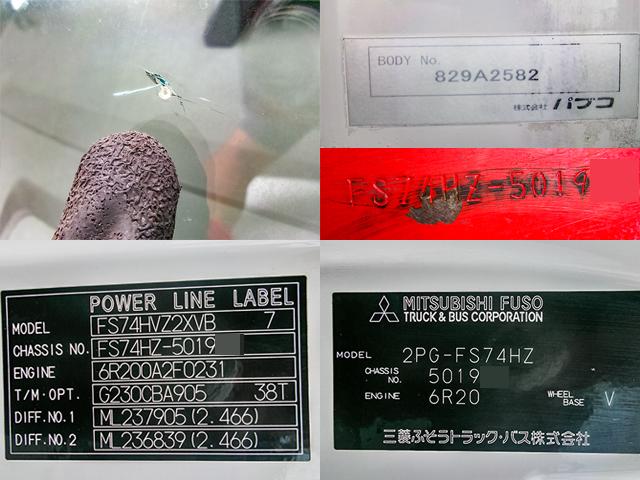 BODY No.
829A2582
株式会社 パブコ
FS74HZ-5019
POWER LINE LABEL
MODEL FS74HVZ2XVB 7
CHASSIS NO. FS74HZ-5019
ENGINE 6R200A2F0231
T/M・OPT. G230CBA905 38T
DIFF.NO.1 ML237905(2.466)
DIFF.NO.2 ML236839(2.466)
MITSUBISHI FUSO
TRUCK & BUS CORPORATION
MODEL 2PG-FS74HZ
CHASSIS NO. 5019
ENGINE 6R20 WHEEL BASE V
三菱ふそうトラック・バス株式会社